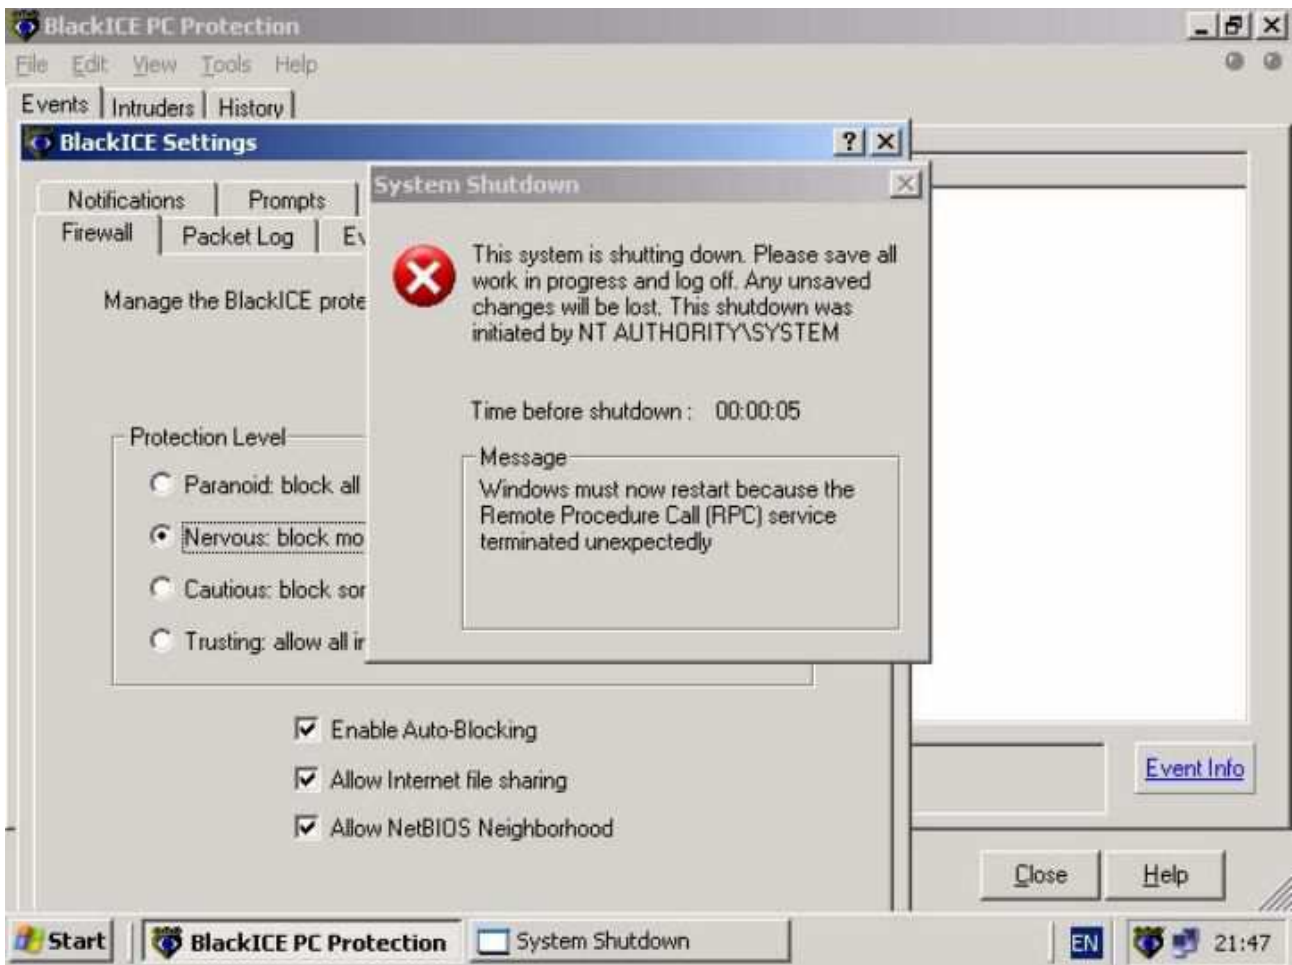 BlackICE PC Protection
File Edit View Tools Help
Events Intruders History
BlackICE Settings
Notifications Prompts
Firewall Packet Log
Manage the BlackICE
Protection Level
Paranoid: block all
Nervous: block
Cautious: block
Trusting: allow all
Enable Auto-Blocking
Allow Internet file sharing
Allow NetBIOS Neighborhood
System Shutdown
This system is shutting down. Please save all
work in progress and log off. Any unsaved
changes will be lost. This shutdown was
initiated by NT AUTHORITY\SYSTEM
Time before shutdown : 00:00:05
Message
Windows must now restart because the
Remote Procedure Call (RPC) service
terminated unexpectedly
Event Info
Close Help
Start BlackICE PC Protection System Shutdown EN 21:47